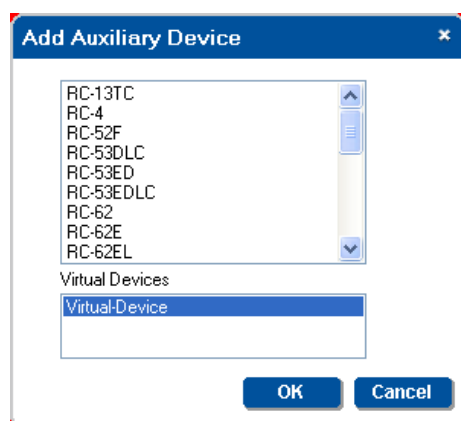 Add Auxiliary Device
RC-13TC
RC-4
RC-52F
RC-53DLC
RC-53ED
RC-53EDLC
RC-62
RC-62E
RC-62EL
Virtual Devices
Virtual-Device
OK Cancel